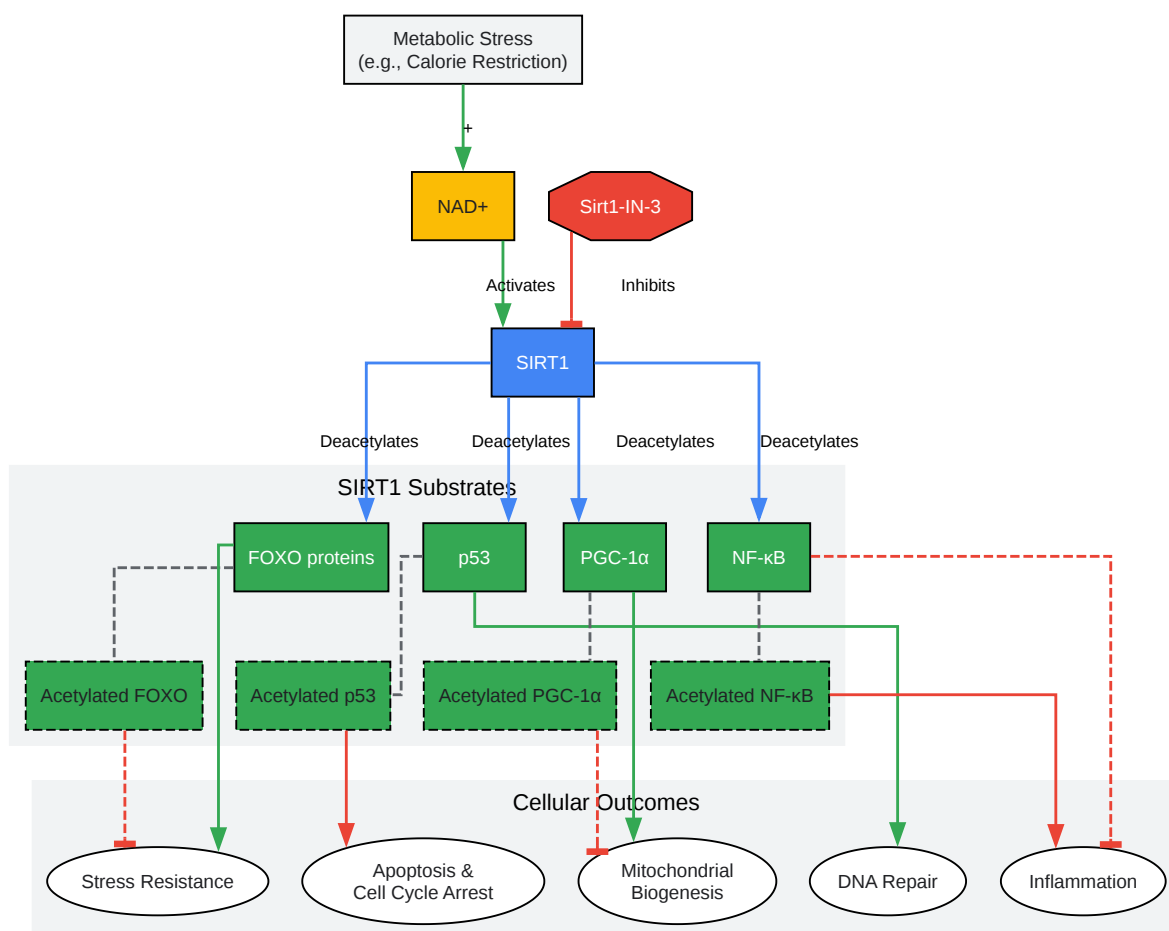 Metabolic Stress
(e.g., Calorie Restriction)
+
NAD+
Sirt1-IN-3
Activates
Inhibits
SIRT1
Deacetylates
Deacetylates
Deacetylates
Deacetylates
SIRT1 Substrates
FOXO proteins
p53
PGC-1α
NF-κB
Acetylated FOXO
Acetylated p53
Acetylated PGC-1α
Acetylated NF-κB
Cellular Outcomes
Stress Resistance
Apoptosis &
Cell Cycle Arrest
Mitochondrial
Biogenesis
DNA Repair
Inflammation